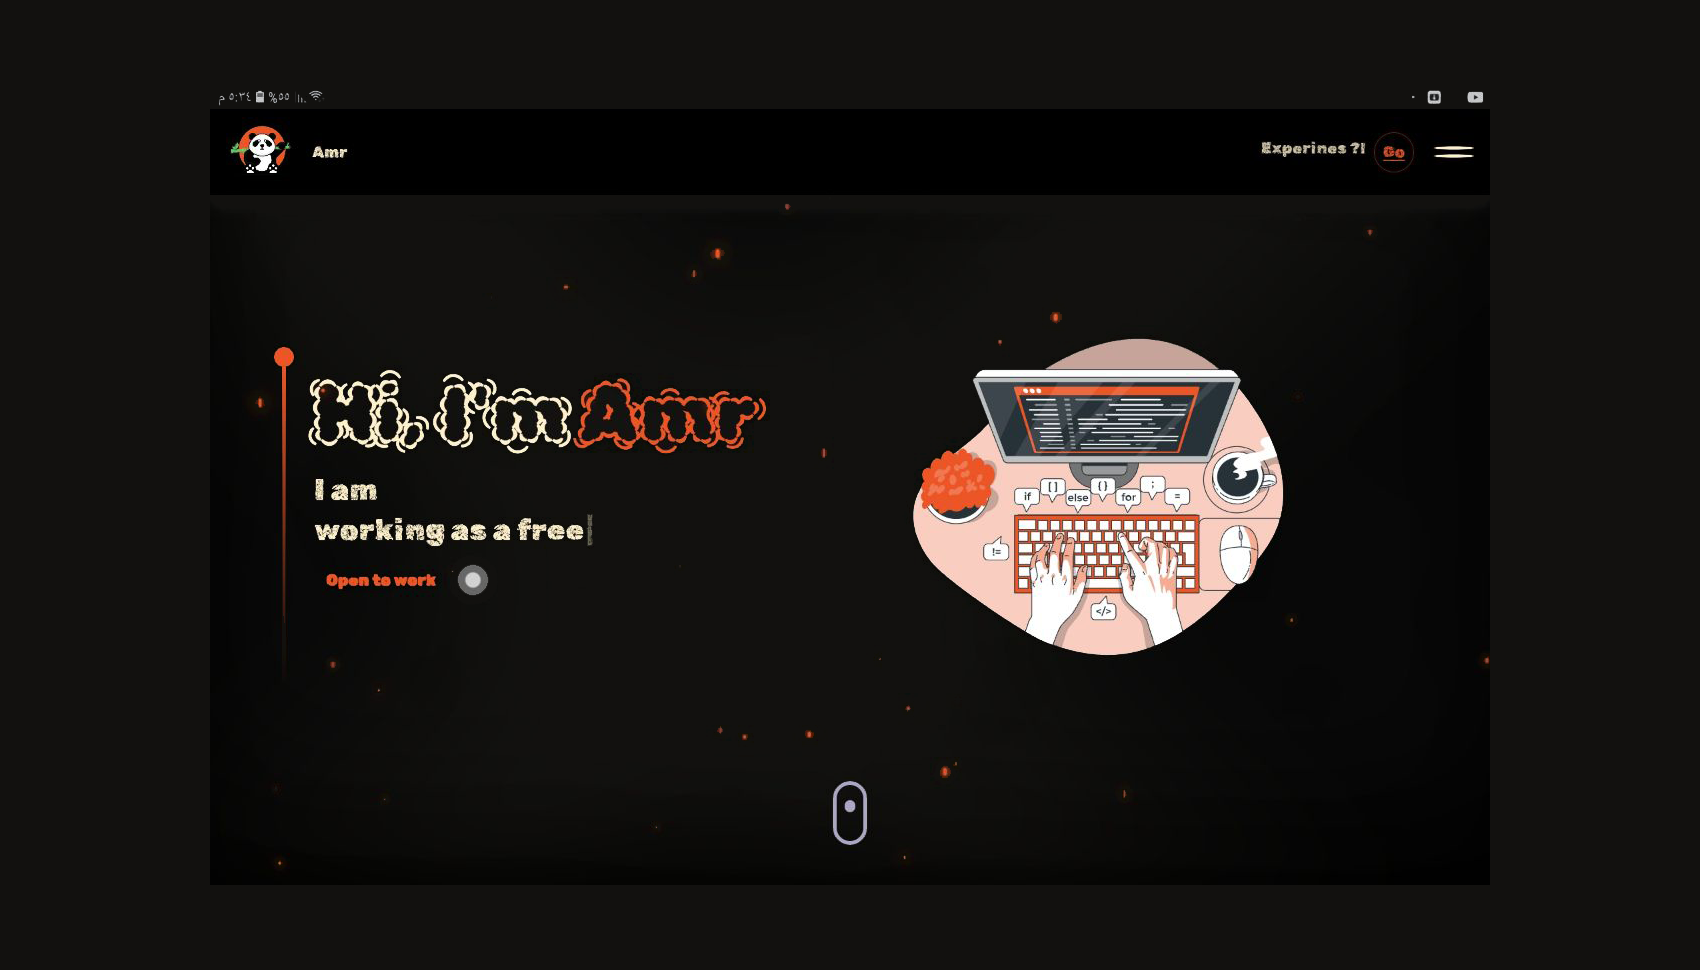 م ٥:٣٤ %٥٥
Amr
Experines ?!
Go
Hi, I'm Amr
I am
working as a free
Open to work
if
[ ]
else
{ }
for
;
=
!=
</>